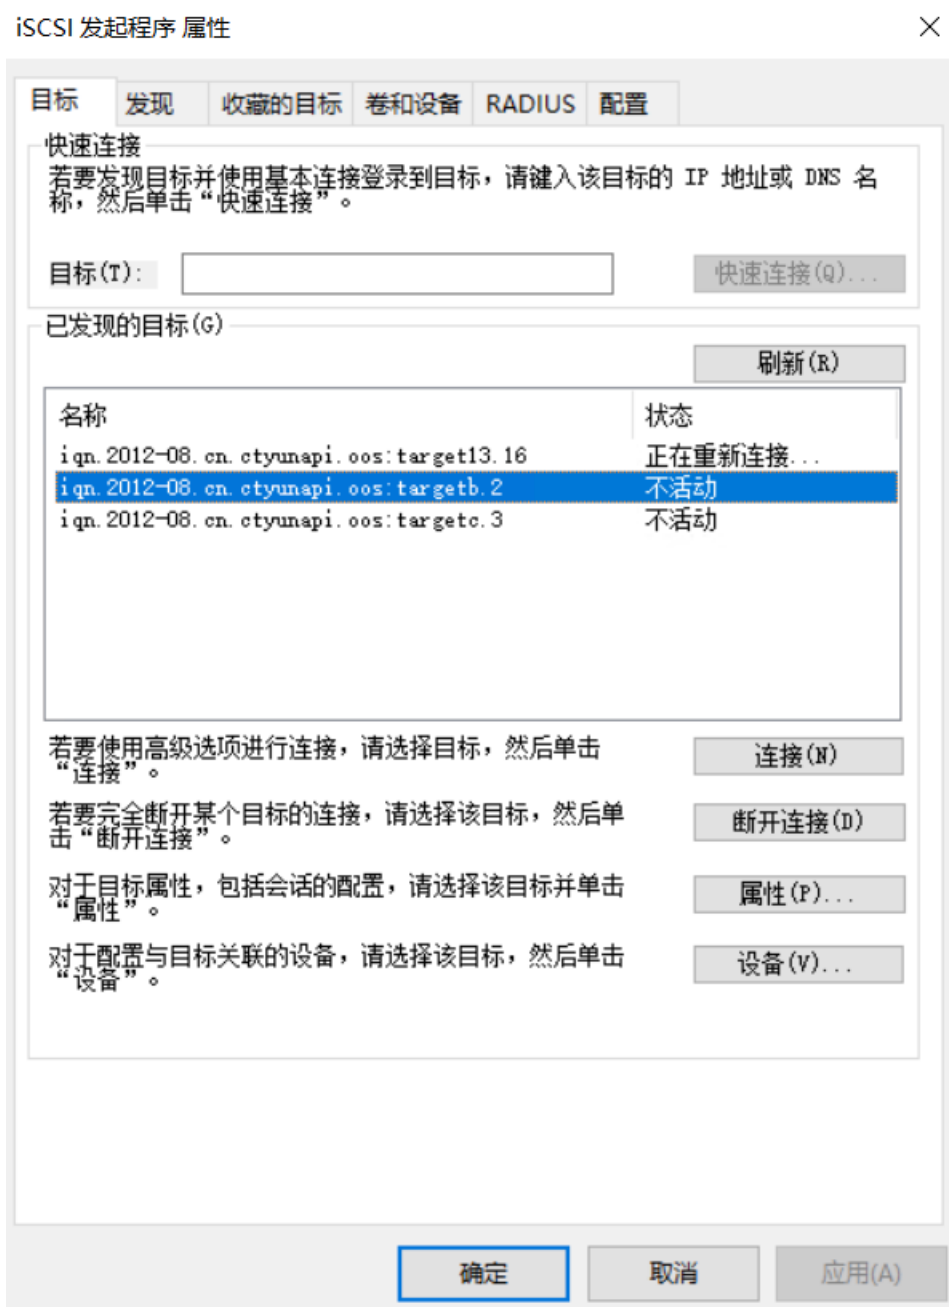 iSCSI 发起程序 属性
目标 发现 收藏的目标 卷和设备 RADIUS 配置
快速连接
若要发现目标并使用基本连接登录到目标，请键入该目标的 IP 地址或 DNS 名
称，然后单击“快速连接”。
目标(T): 快速连接(Q)...
已发现的目标(G)
刷新(R)
名称 状态
iqn.2012-08.cn.ctyunapi.oos:target13.16 正在重新连接...
iqn.2012-08.cn.ctyunapi.oos:targetb.2 不活动
iqn.2012-08.cn.ctyunapi.oos:targetc.3 不活动
若要使用高级选项进行连接，请选择目标，然后单击
“连接”。
连接(N)
若要完全断开某个目标的连接，请选择该目标，然后单
击“断开连接”。
断开连接(D)
对于目标属性，包括会话的配置，请选择该目标并单击
“属性”。
属性(P)...
对于配置与目标关联的设备，请选择该目标，然后单击
“设备”。
设备(V)...
确定 取消 应用(A)